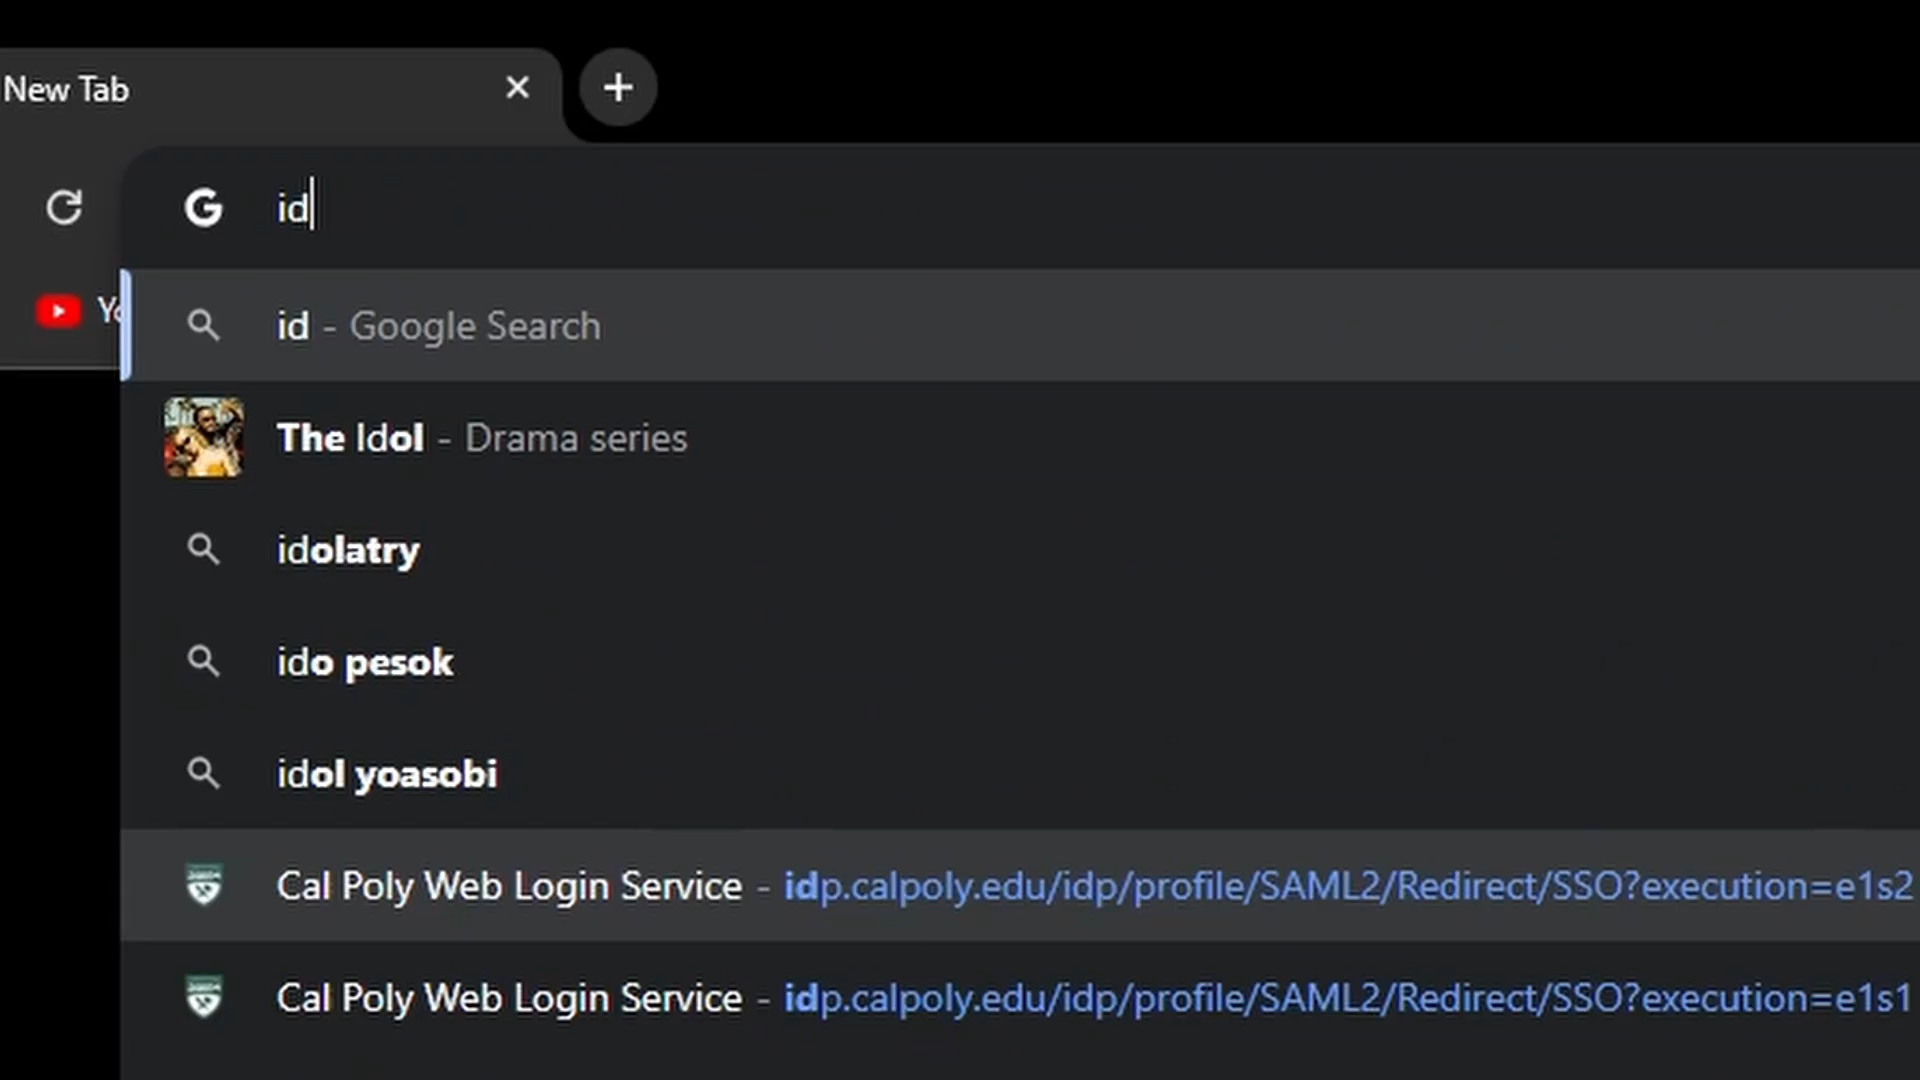 New Tab
id
id - Google Search
The Idol - Drama series
idolatry
ido pesok
idol yoasobi
Cal Poly Web Login Service - idp.calpoly.edu/idp/profile/SAML2/Redirect/SSO?execution=e1s2
Cal Poly Web Login Service - idp.calpoly.edu/idp/profile/SAML2/Redirect/SSO?execution=e1s1